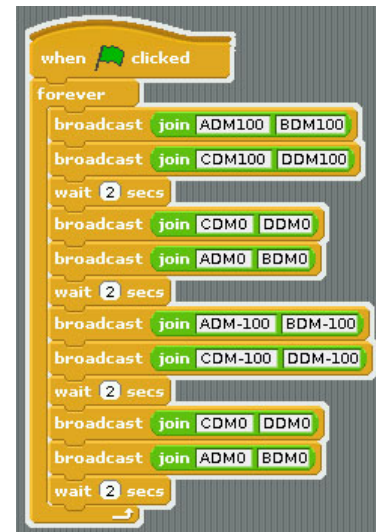 when clicked
forever
broadcast join ADM100 BDM100
broadcast join CDM100 DDM100
wait 2 secs
broadcast join CDM0 DDM0
broadcast join ADM0 BDM0
wait 2 secs
broadcast join ADM-100 BDM-100
broadcast join CDM-100 DDM-100
wait 2 secs
broadcast join CDM0 DDM0
broadcast join ADM0 BDM0
wait 2 secs